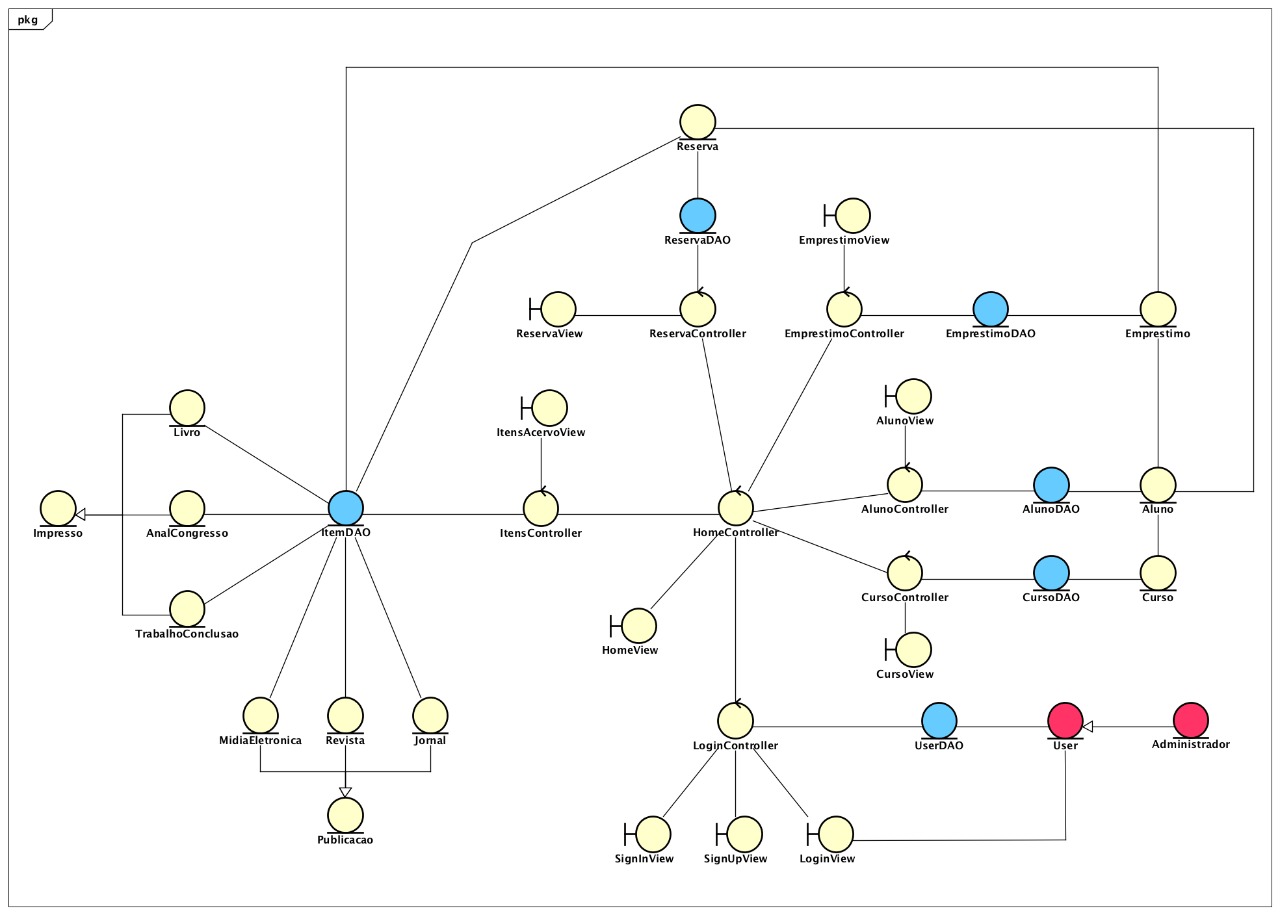 pkg
Reserva
ReservaDAO
EmprestimoView
ReservaView
ReservaController
EmprestimoController
EmprestimoDAO
Emprestimo
Livro
ItensAcervoView
AlunoView
Impresso
AnalCongresso
ItemDAO
ItensController
HomeController
AlunoController
AlunoDAO
Aluno
TrabalhoConclusao
HomeView
CursoController
CursoDAO
Curso
CursoView
MidiaEletronica
Revista
Jornal
LoginController
UserDAO
User
Administrador
Publicacao
SignInView
SignUpView
LoginView